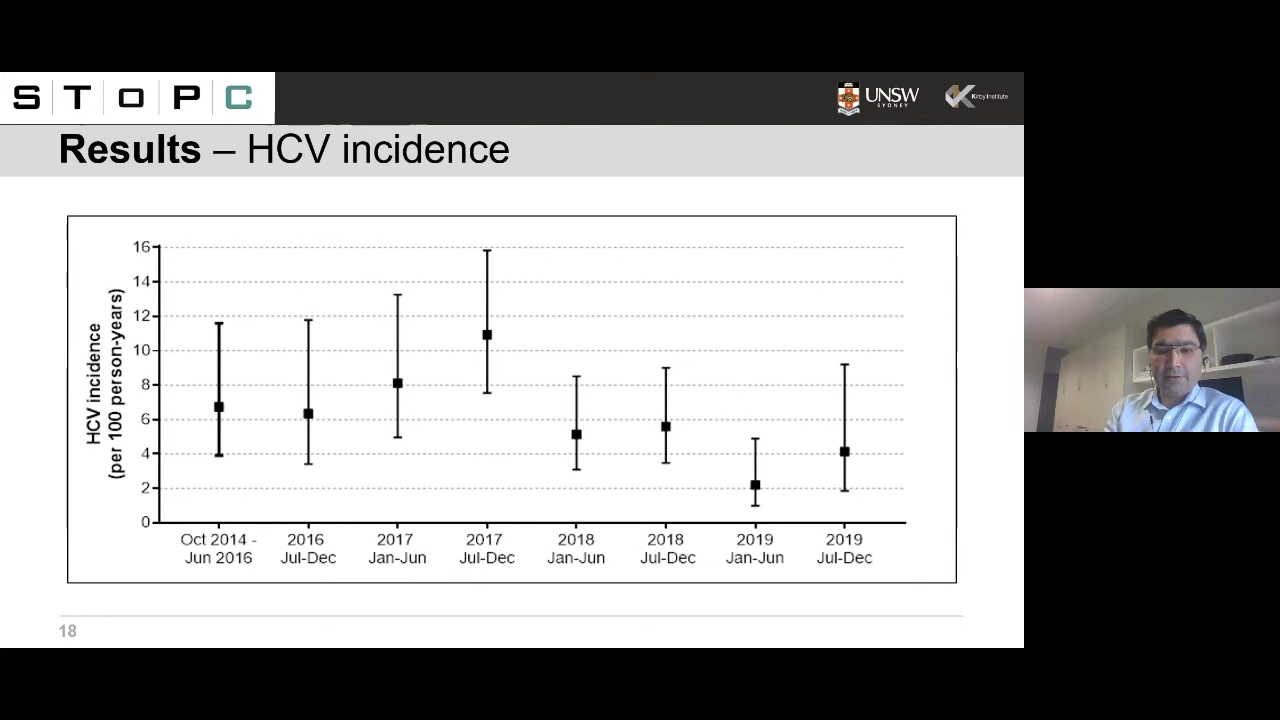 STOPC
UNSW
SYDNEY
Kirby Institute
Results – HCV incidence
HCV incidence
(per 100 person-years)
16
14
12
10
8
6
4
2
0
Oct 2014 -
Jun 2016
2016
Jul-Dec
2017
Jan-Jun
2017
Jul-Dec
2018
Jan-Jun
2018
Jul-Dec
2019
Jan-Jun
2019
Jul-Dec
18